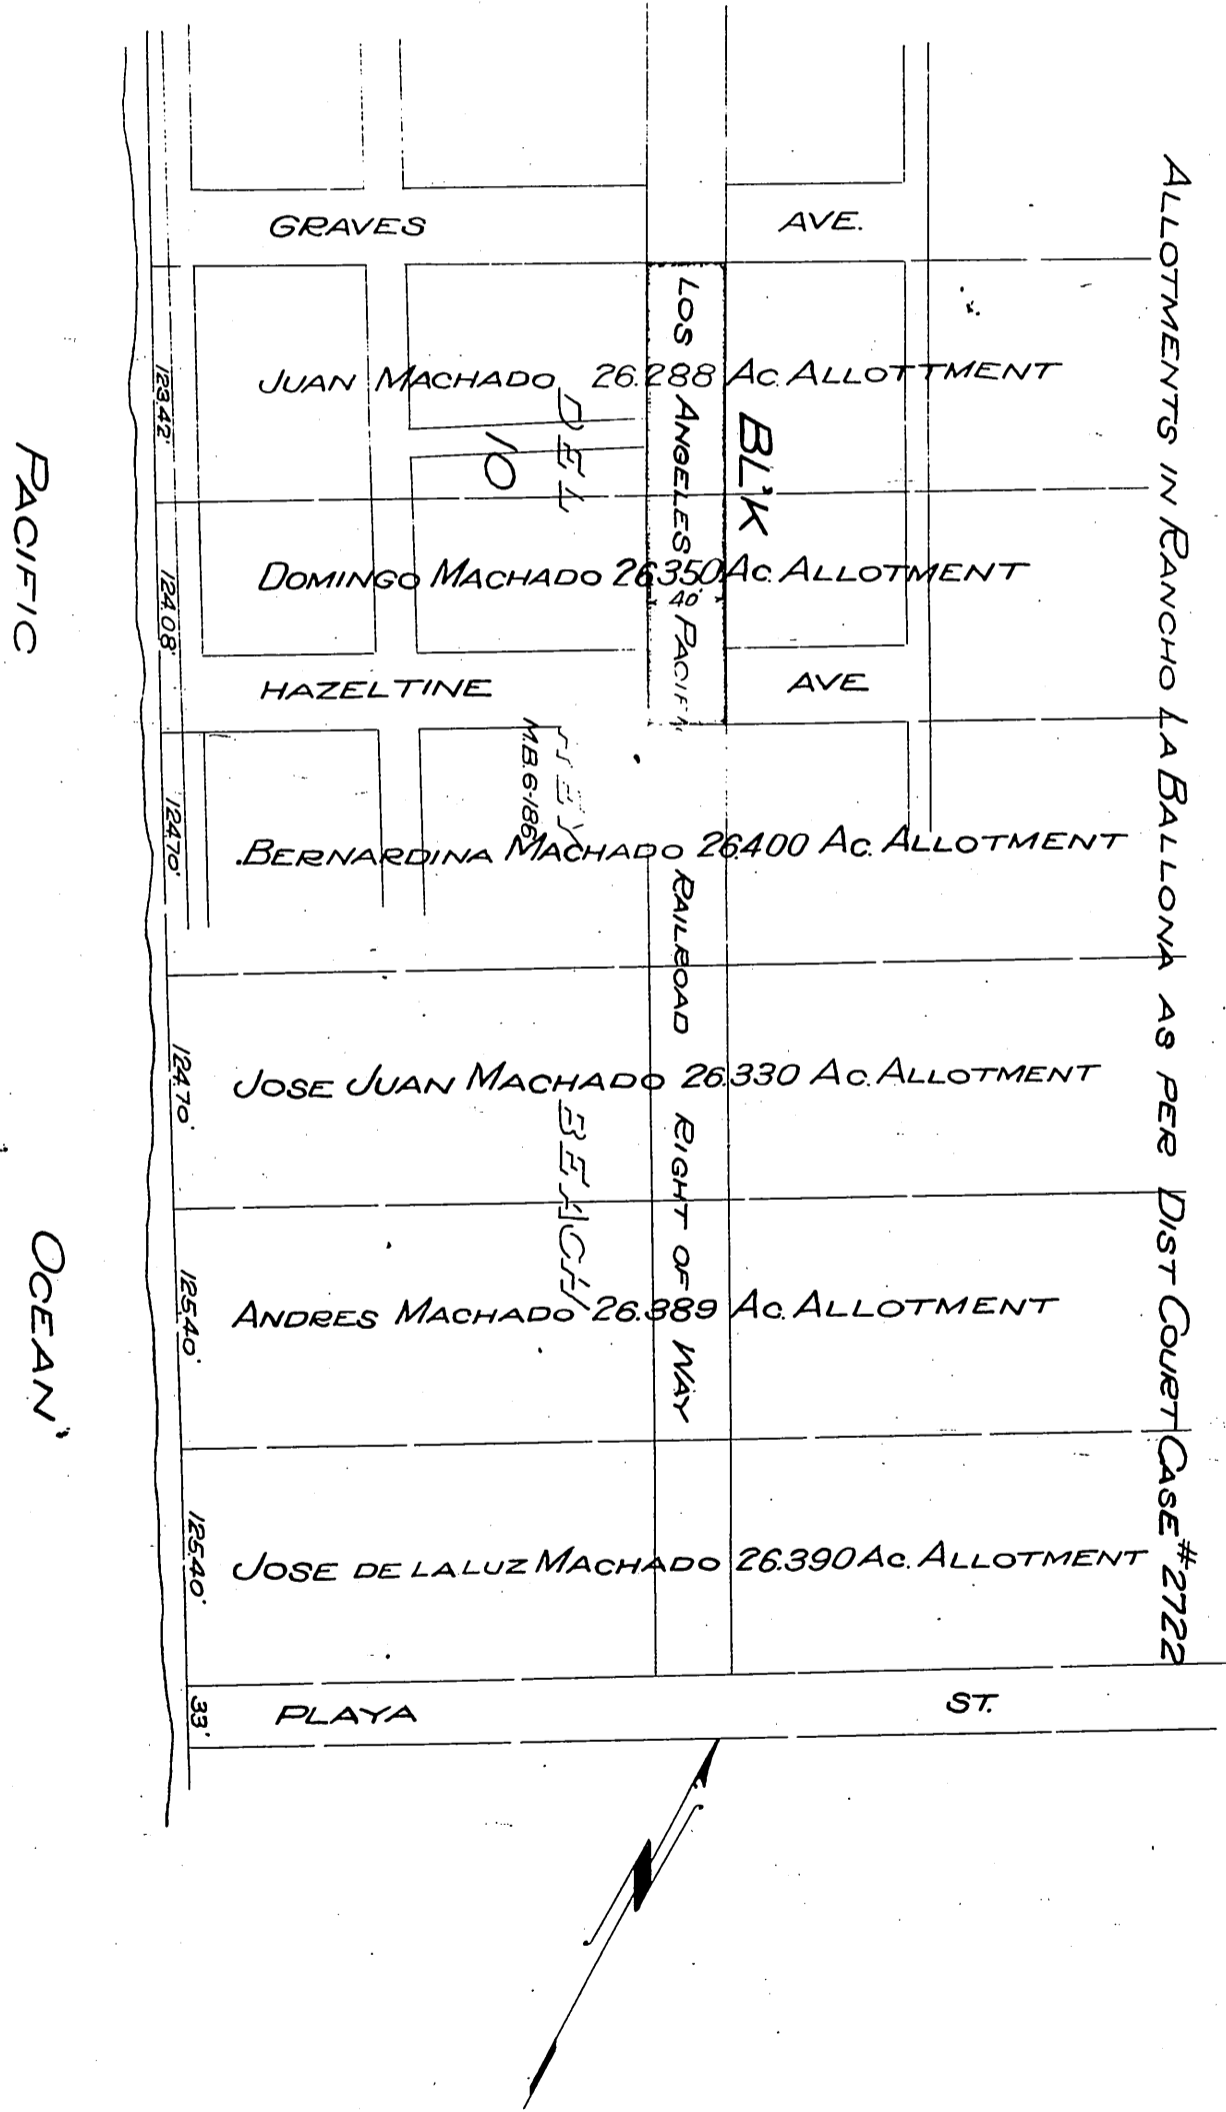 ALLOTMENTS IN RANCHO LA BALLONA AS PER DIST COURT CASE #2722
GRAVES AVE.
JUAN MACHADO 26.288 AC. ALLOTTMENT
BL'K
10
DOMINGO MACHADO 26.350 AC. ALLOTMENT
40'
HAZELTINE AVE
M.B.6-186
.BERNARDINA MACHADO 26.400 AC. ALLOTMENT
JOSE JUAN MACHADO 26.330 AC. ALLOTMENT
ANDRES MACHADO 26.389 AC. ALLOTMENT
JOSE DE LA LUZ MACHADO 26.390 AC. ALLOTMENT
PLAYA ST.
LOS ANGELES PACIFIC RAILROAD RIGHT OF WAY
DEL REY BEACH
123.42'
124.08'
124.70'
124.70'
125.40'
125.40'
33'
PACIFIC OCEAN